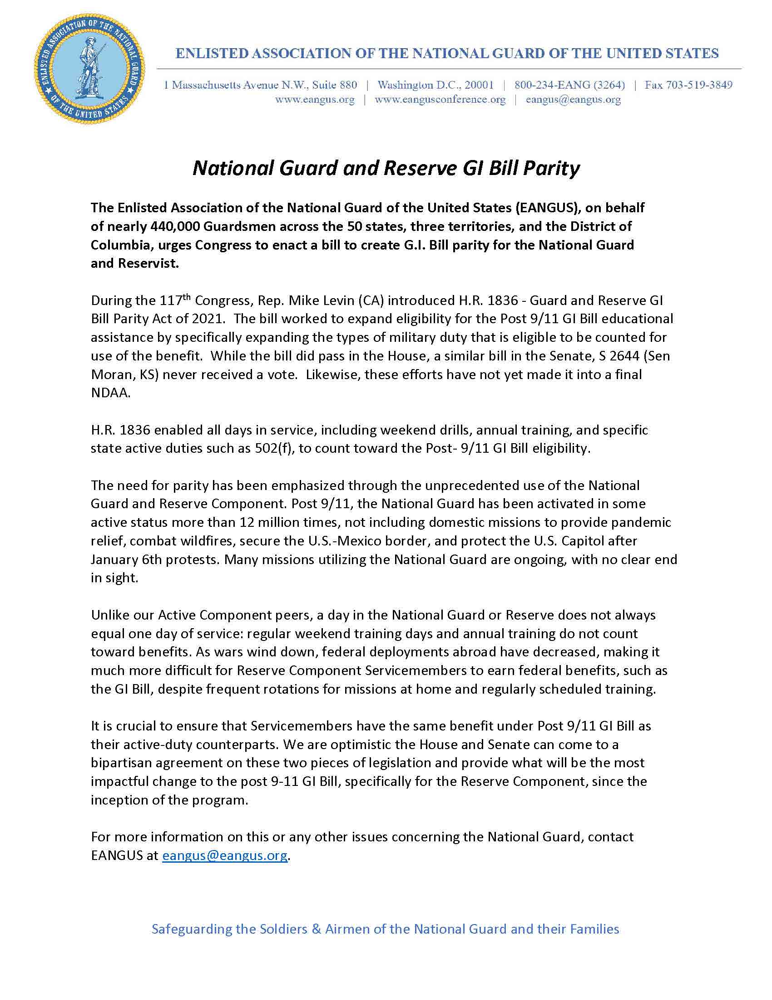 ENLISTED ASSOCIATION OF THE NATIONAL GUARD
OF THE UNITED STATES
ENLISTED ASSOCIATION OF THE NATIONAL GUARD OF THE UNITED STATES
1 Massachusetts Avenue N.W., Suite 880 | Washington D.C., 20001 | 800-234-EANG (3264) | Fax 703-519-3849
www.eangus.org | www.eangusconference.org | eangus@eangus.org
National Guard and Reserve GI Bill Parity
The Enlisted Association of the National Guard of the United States (EANGUS), on behalf
of nearly 440,000 Guardsmen across the 50 states, three territories, and the District of
Columbia, urges Congress to enact a bill to create G.I. Bill parity for the National Guard
and Reservist.
During the 117th Congress, Rep. Mike Levin (CA) introduced H.R. 1836 - Guard and Reserve GI
Bill Parity Act of 2021.  The bill worked to expand eligibility for the Post 9/11 GI Bill educational
assistance by specifically expanding the types of military duty that is eligible to be counted for
use of the benefit.  While the bill did pass in the House, a similar bill in the Senate, S 2644 (Sen
Moran, KS) never received a vote.  Likewise, these efforts have not yet made it into a final
NDAA.
H.R. 1836 enabled all days in service, including weekend drills, annual training, and specific
state active duties such as 502(f), to count toward the Post- 9/11 GI Bill eligibility.
The need for parity has been emphasized through the unprecedented use of the National
Guard and Reserve Component. Post 9/11, the National Guard has been activated in some
active status more than 12 million times, not including domestic missions to provide pandemic
relief, combat wildfires, secure the U.S.-Mexico border, and protect the U.S. Capitol after
January 6th protests. Many missions utilizing the National Guard are ongoing, with no clear end
in sight.
Unlike our Active Component peers, a day in the National Guard or Reserve does not always
equal one day of service: regular weekend training days and annual training do not count
toward benefits. As wars wind down, federal deployments abroad have decreased, making it
much more difficult for Reserve Component Servicemembers to earn federal benefits, such as
the GI Bill, despite frequent rotations for missions at home and regularly scheduled training.
It is crucial to ensure that Servicemembers have the same benefit under Post 9/11 GI Bill as
their active-duty counterparts. We are optimistic the House and Senate can come to a
bipartisan agreement on these two pieces of legislation and provide what will be the most
impactful change to the post 9-11 GI Bill, specifically for the Reserve Component, since the
inception of the program.
For more information on this or any other issues concerning the National Guard, contact
EANGUS at eangus@eangus.org.
Safeguarding the Soldiers & Airmen of the National Guard and their Families